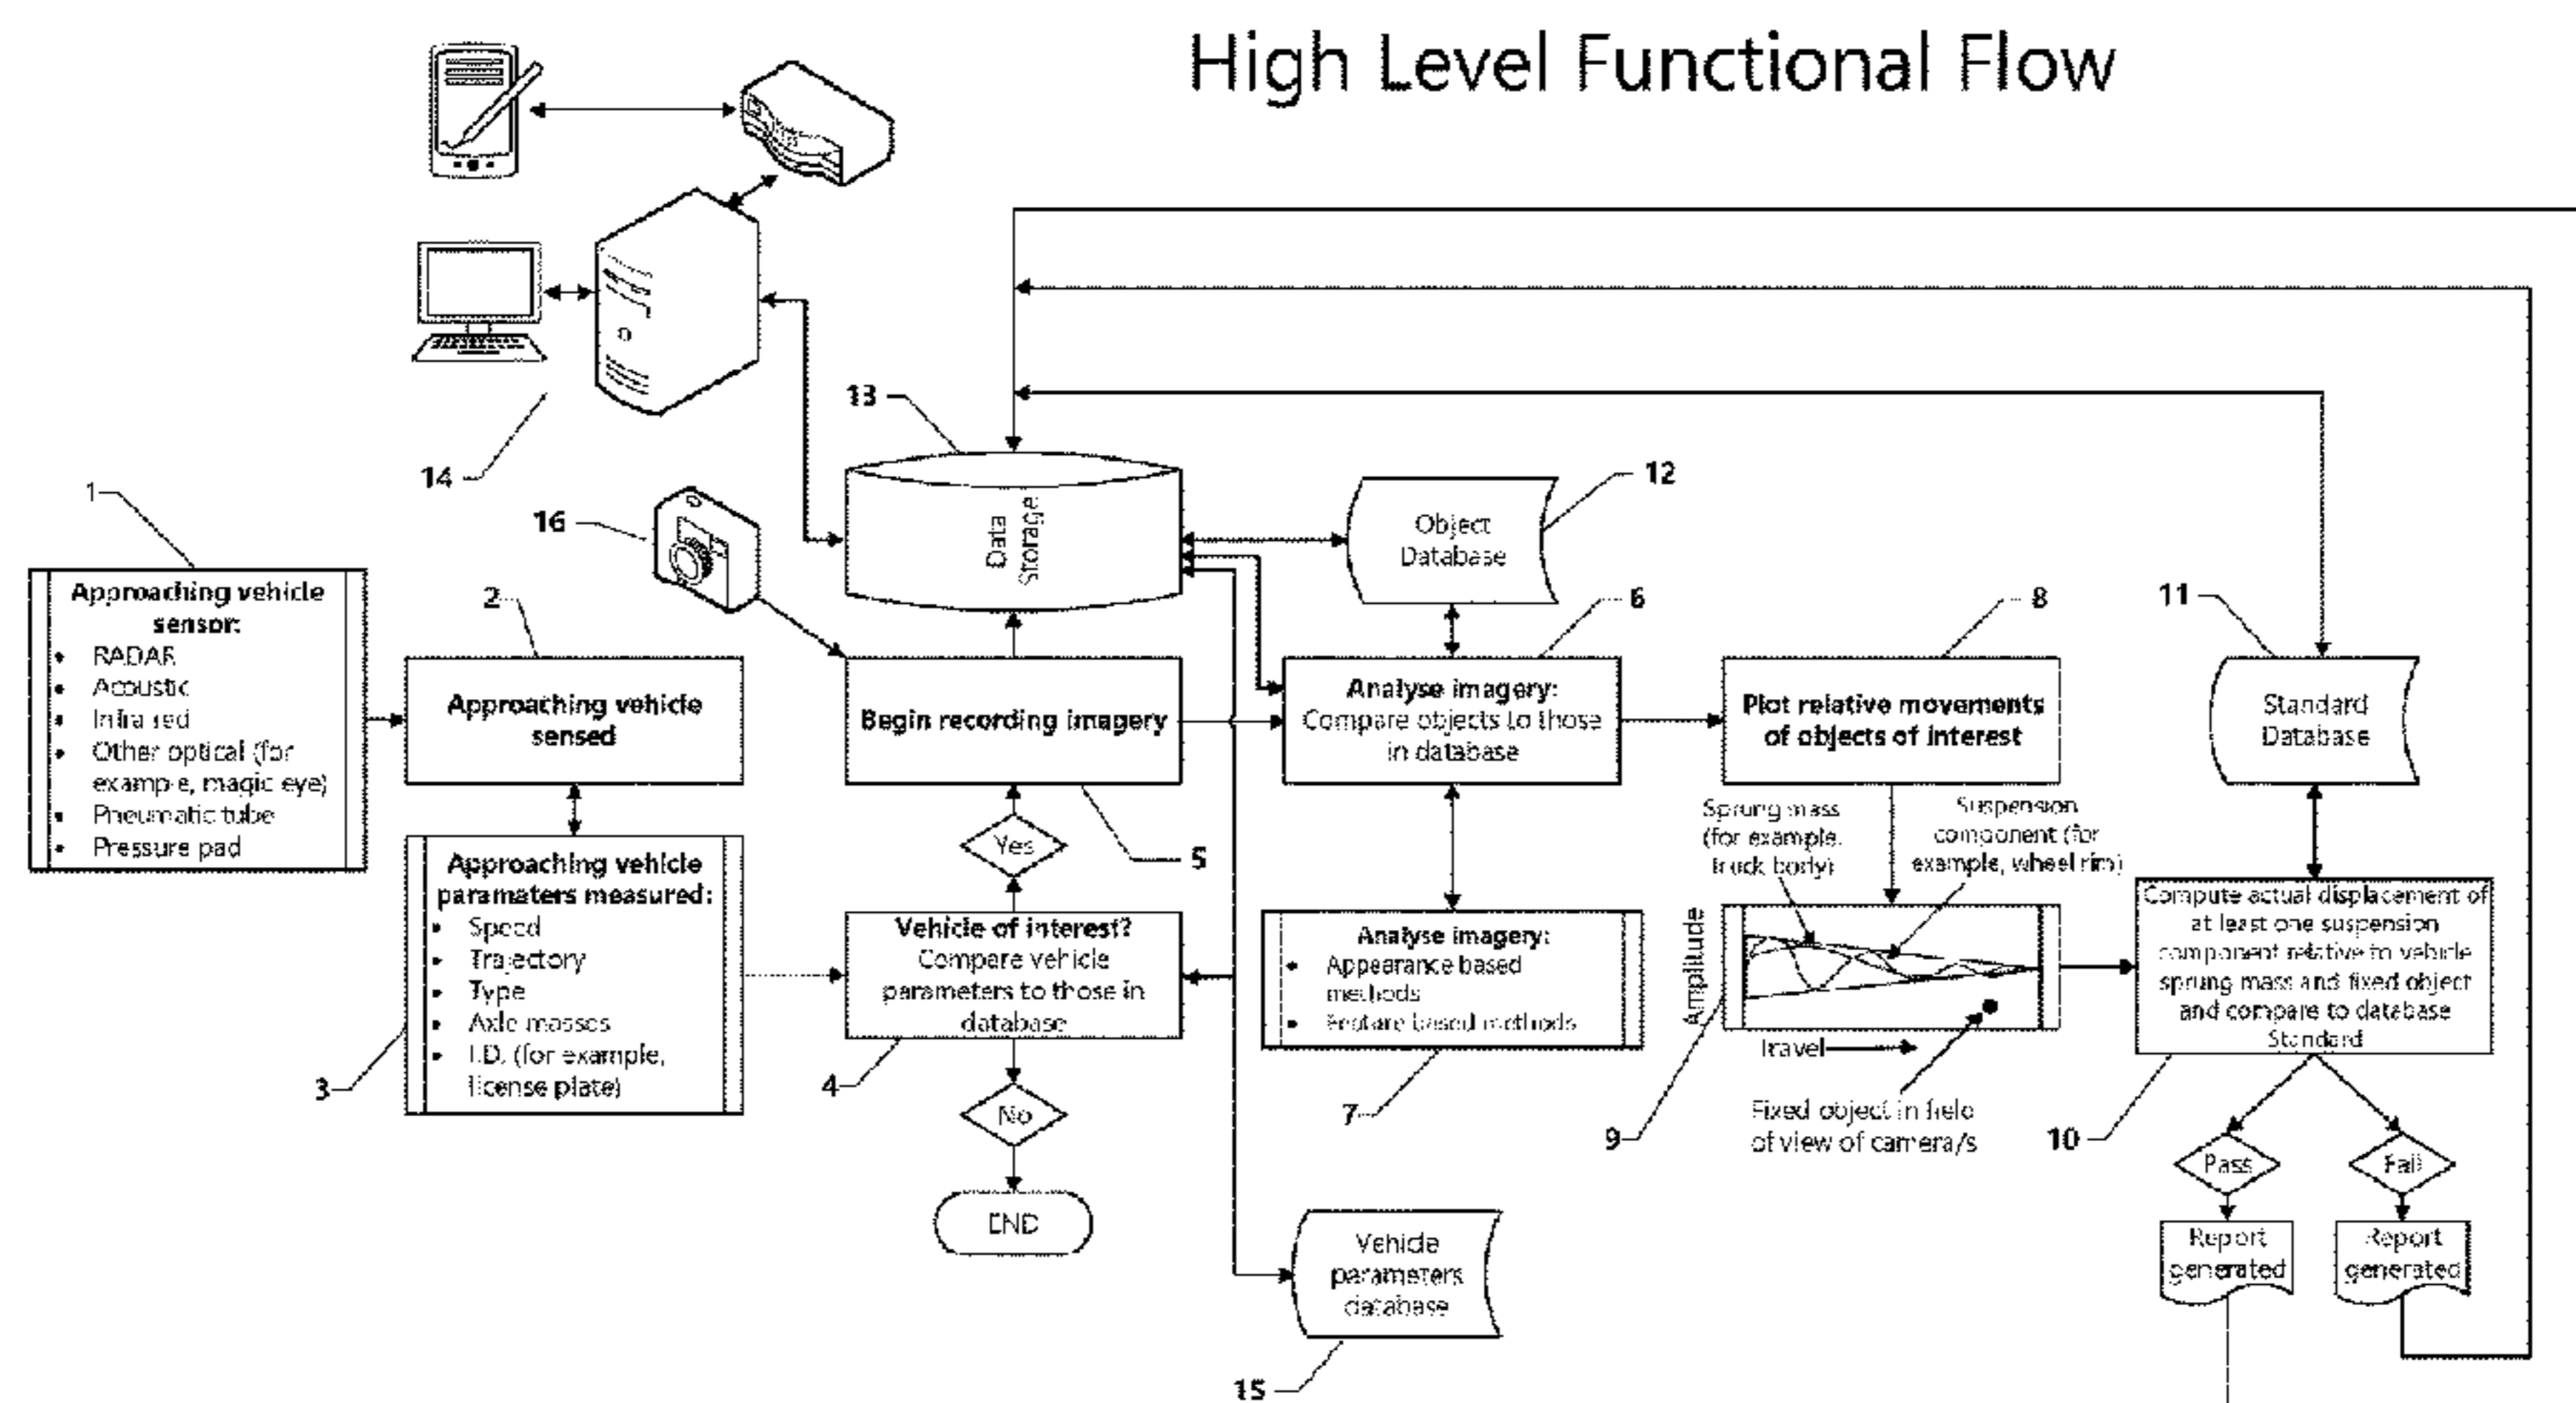 High Level Functional Flow
13
14
12
1
16
Data
Storage
Object
Database
Approaching vehicle
sensor:
• RADAR
• Acoustic
• Infra red
• Other optical (for
example, magic eye)
• Pneumatic tube
• Pressure pad
2
6
8
11
Approaching vehicle
sensed
Begin recording imagery
Analyse imagery:
Compare objects to those
in database
Plot relative movements
of objects of interest
Standard
Database
Approaching vehicle
paramaters measured:
• Speed
• Trajectory
• Type
• Axle masses
• I.D. (for example,
license plate)
3
Yes
5
Vehicle of interest?
Compare vehicle
parameters to those in
database
4
No
END
Analyse imagery:
• Appearance based
methods
• Feature based methods
7
Sprung mass
(for example,
truck body)
Suspension
component (for
example, wheel rim)
Amplitude
Travel
9
Fixed object in field
of view of camera/s
Compute actual displacement of
at least one suspension
component relative to vehicle
sprung mass and fixed object
and compare to database
Standard
10
Pass
Fail
Report
generated
Report
generated
Vehicle
parameters
database
15